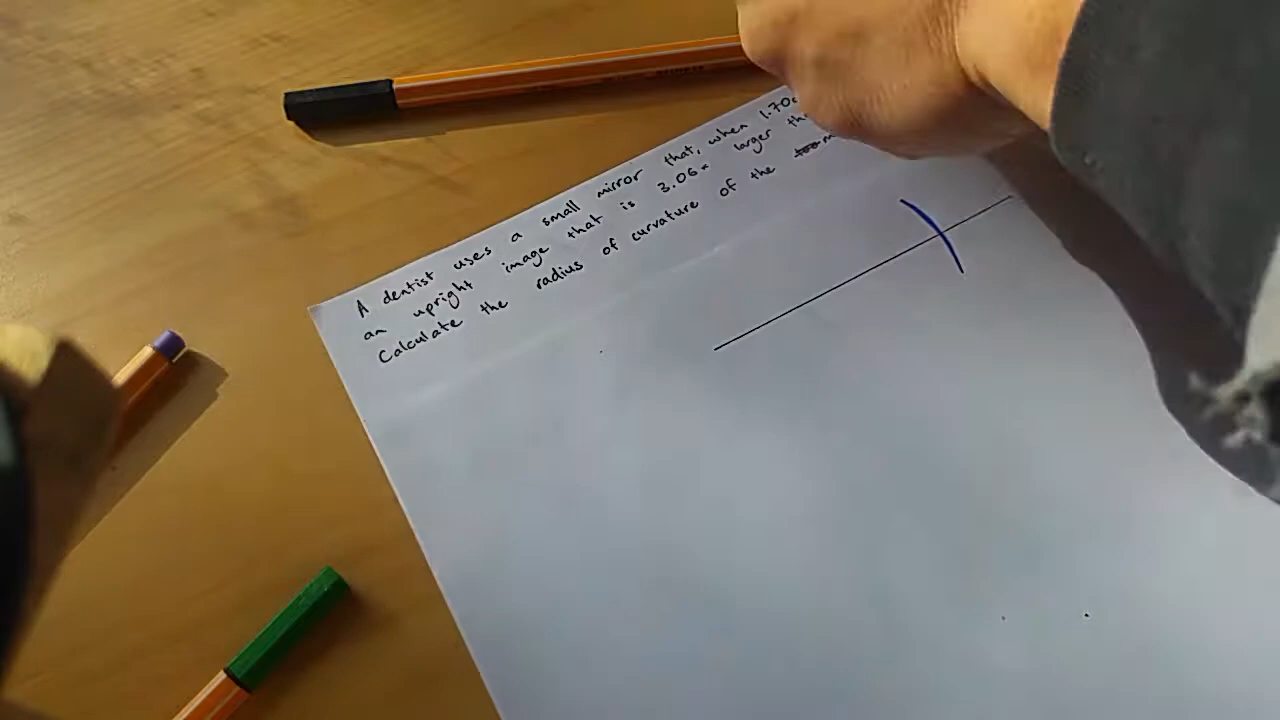 A dentist uses a small mirror that, when 1.70c
an upright image that is 3.06x larger th
Calculate the radius of curvature of the